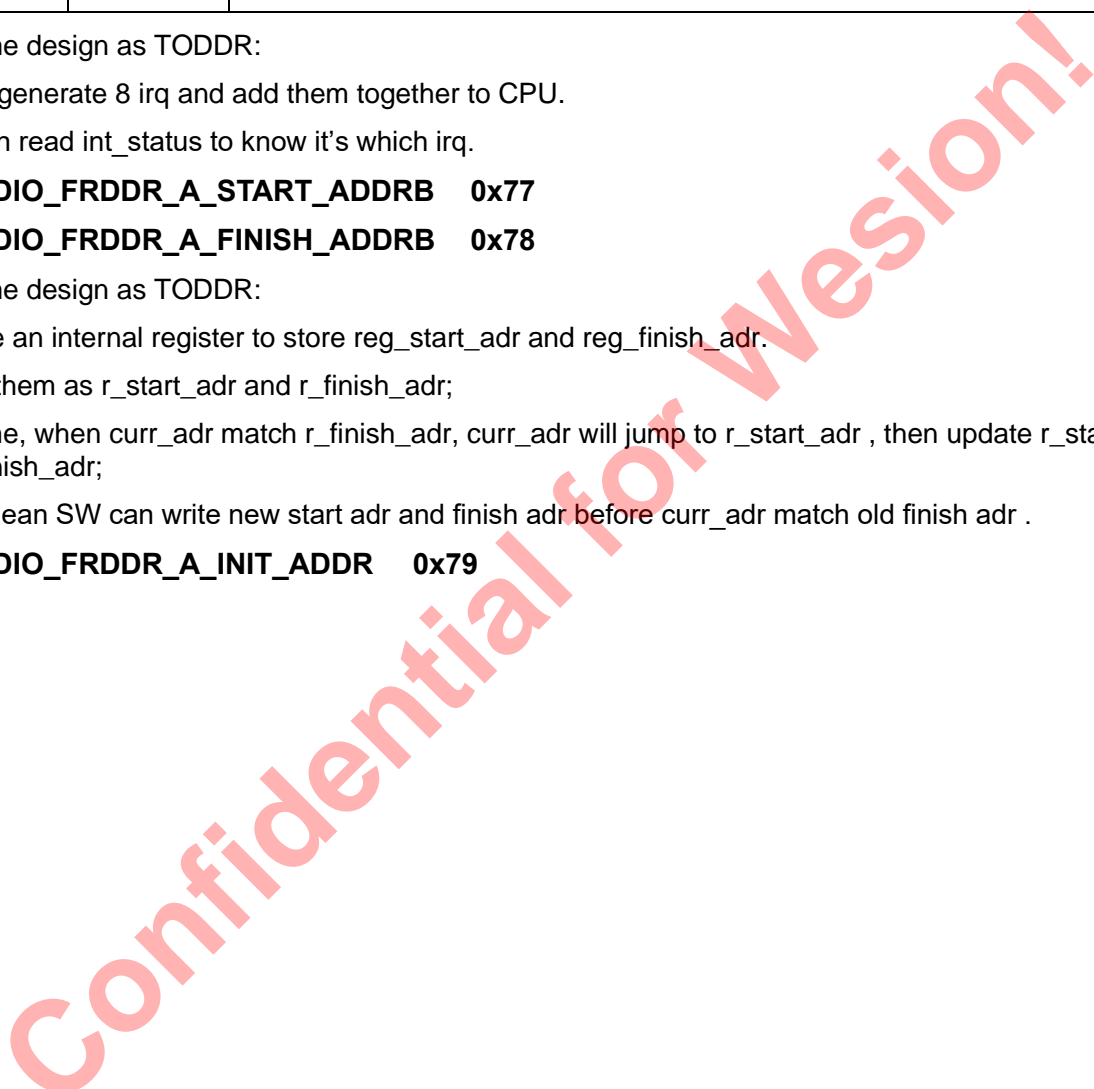 ne design as TODDR:
generate 8 irq and add them together to CPU.
n read int_status to know it's which irq.
DIO_FRDDR_A_START_ADDRB 0x77
DIO_FRDDR_A_FINISH_ADDRB 0x78
ne design as TODDR:
e an internal register to store reg_start_adr and reg_finish_adr.
them as r_start_adr and r_finish_adr;
ne, when curr_adr match r_finish_adr, curr_adr will jump to r_start_adr , then update r_sta
nish_adr;
ean SW can write new start adr and finish adr before curr_adr match old finish adr .
DIO_FRDDR_A_INIT_ADDR 0x79
Confidential for Wesion!